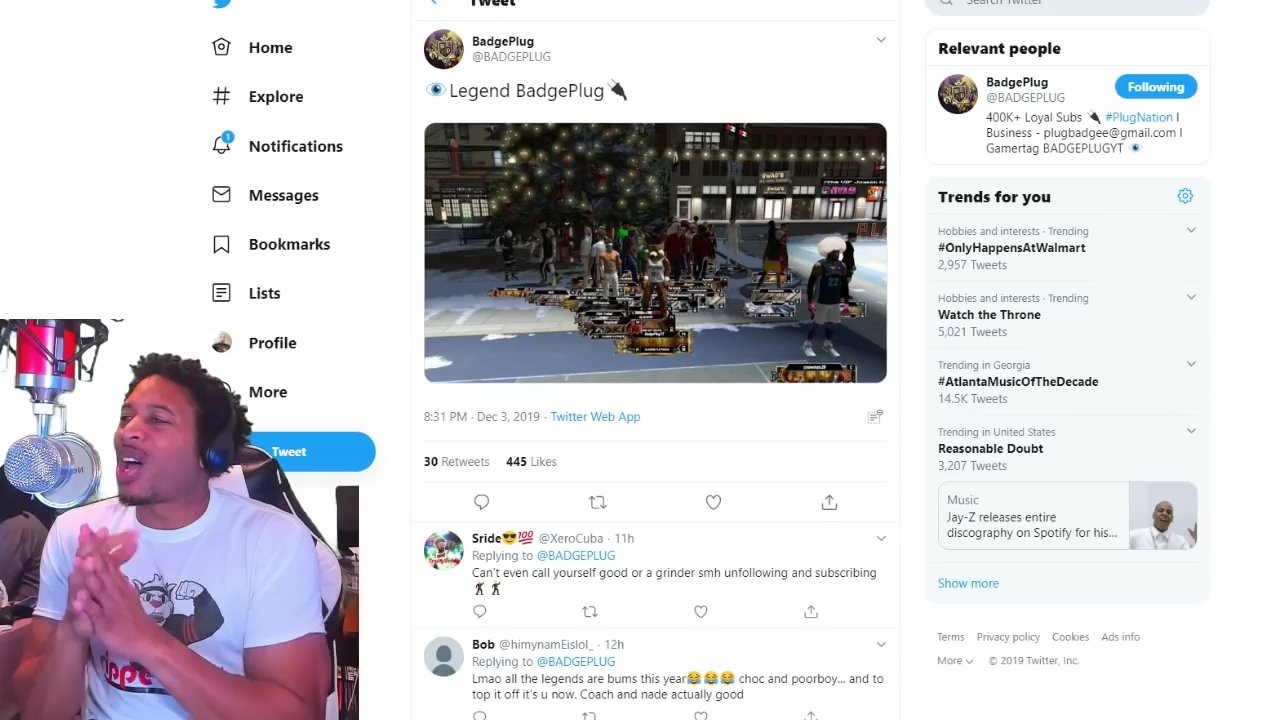 Tweet
Search Twitter
Home
Explore
1
Notifications
Messages
Bookmarks
Lists
Profile
More
Tweet
BadgePlug
@BADGEPLUG
👁️Legend BadgePlug🔌
8:31 PM · Dec 3, 2019 · Twitter Web App
30 Retweets 445 Likes
Sride😎💯 @XeroCuba · 11h
Replying to @BADGEPLUG
Can't even call yourself good or a grinder smh unfollowing and subscribing
Bob @himynamEislol_ · 12h
Replying to @BADGEPLUG
Lmao all the legends are bums this year😂😂😂 choc and poorboy... and to
top it off it's u now. Coach and nade actually good
Relevant people
BadgePlug
@BADGEPLUG
Following
400K+ Loyal Subs 🔌 #PlugNation I
Business - plugbadgee@gmail.com I
Gamertag BADGEPLUGYT 👁️
Trends for you
Hobbies and interests · Trending
#OnlyHappensAtWalmart
2,957 Tweets
Hobbies and interests · Trending
Watch the Throne
5,021 Tweets
Trending in Georgia
#AtlantaMusicOfTheDecade
14.5K Tweets
Trending in United States
Reasonable Doubt
3,207 Tweets
Music
Jay-Z releases entire
discography on Spotify for his...
Show more
Terms Privacy policy Cookies Ads info
More © 2019 Twitter, Inc.
22